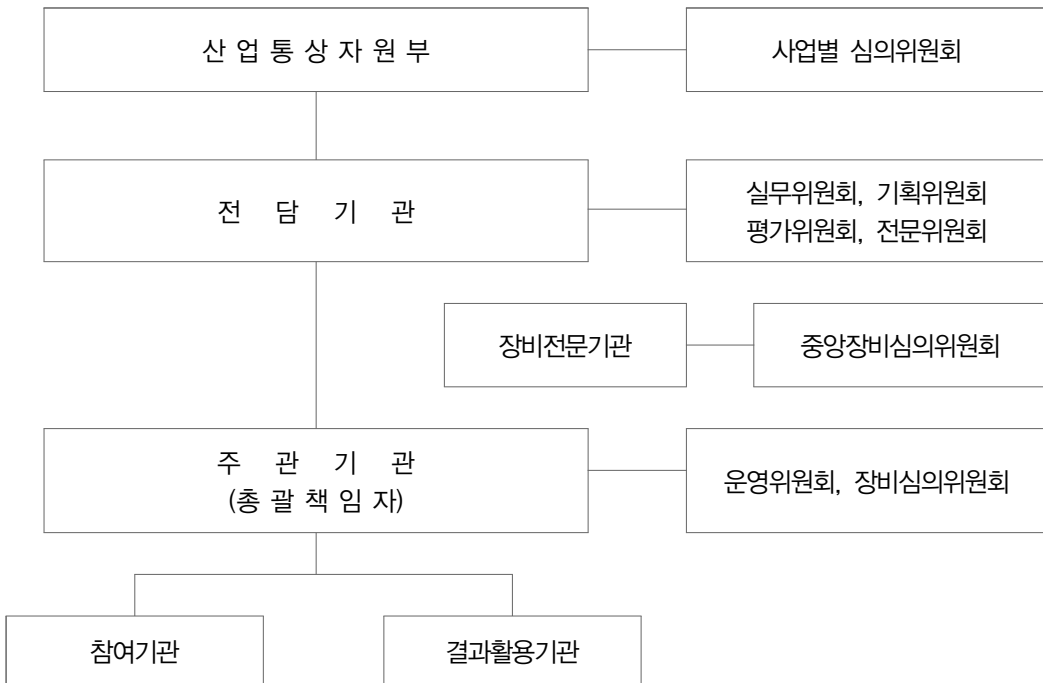 산 업 통 상 자 원 부
사업별 심의위원회
전 담 기 관
실무위원회, 기획위원회
평가위원회, 전문위원회
장비전문기관
중앙장비심의위원회
주 관 기 관
(총 괄 책 임 자)
운영위원회, 장비심의위원회
참여기관
결과활용기관